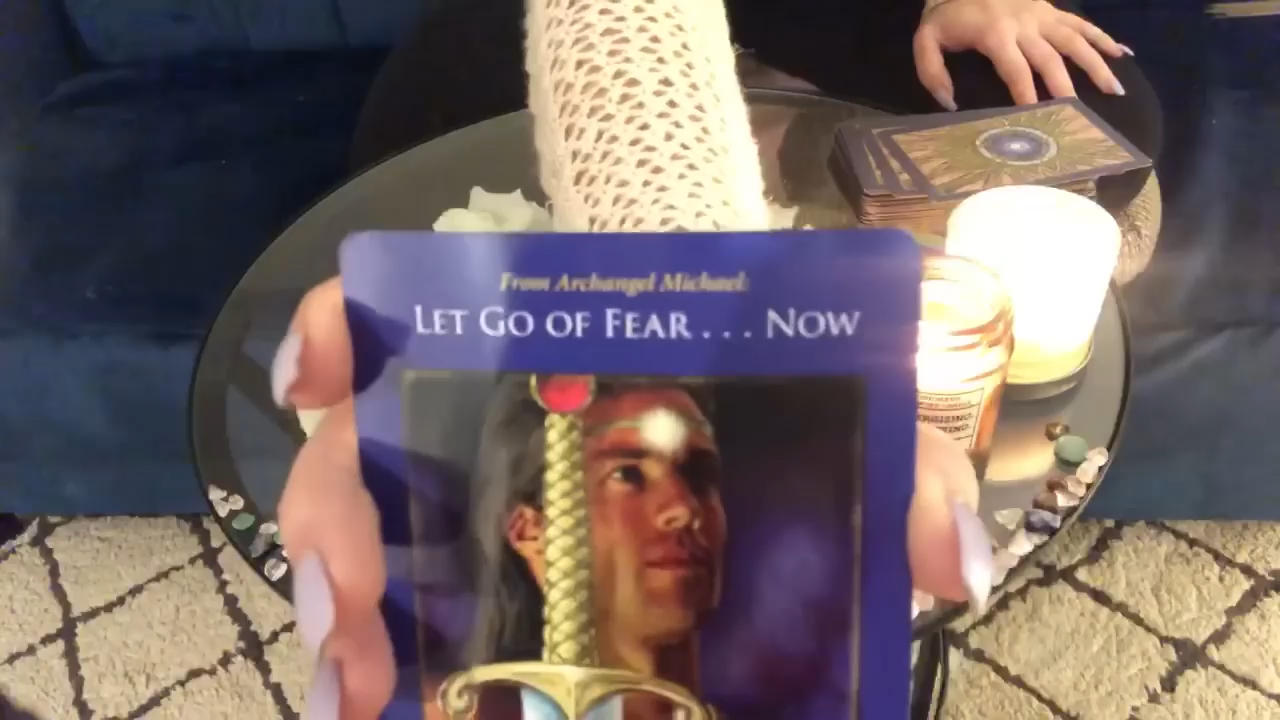 From Archangel Michael:
LET GO OF FEAR . . . NOW